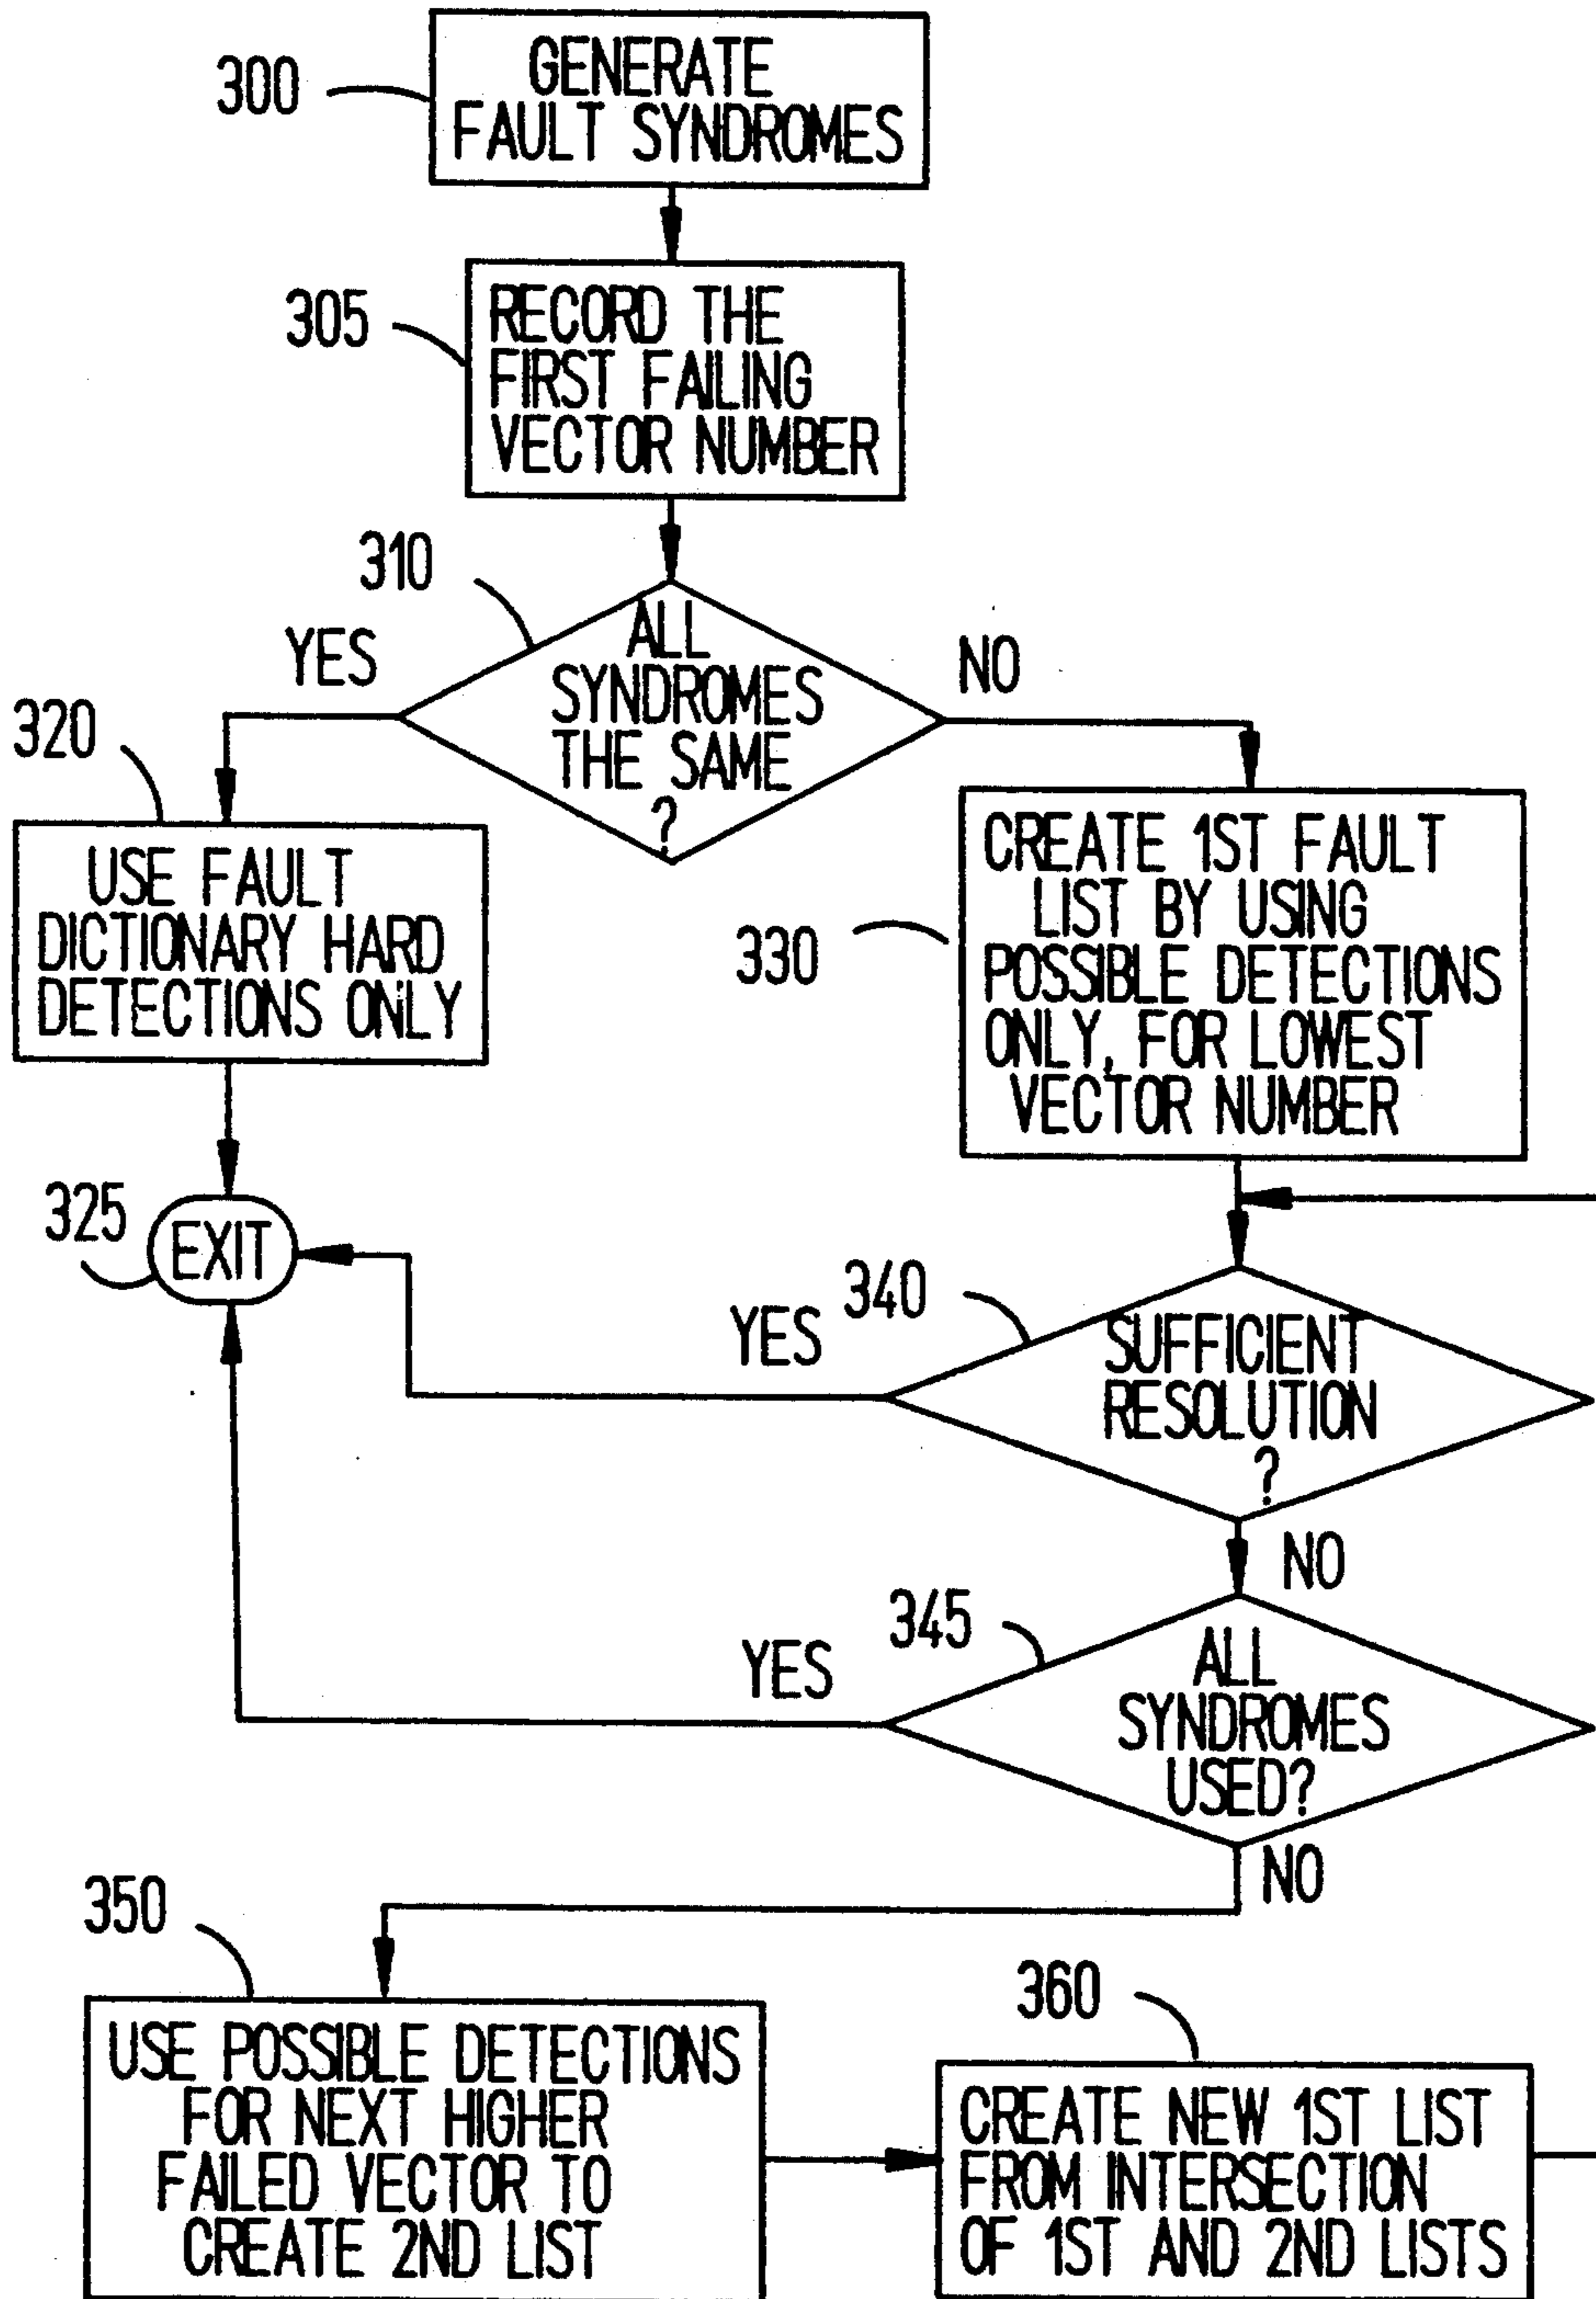 300
GENERATE
FAULT SYNDROMES
305
RECORD THE
FIRST FAILING
VECTOR NUMBER
310
ALL
SYNDROMES
THE SAME
?
YES
NO
320
USE FAULT
DICTIONARY HARD
DETECTIONS ONLY
330
CREATE 1ST FAULT
LIST BY USING
POSSIBLE DETECTIONS
ONLY, FOR LOWEST
VECTOR NUMBER
325
EXIT
340
YES
SUFFICIENT
RESOLUTION
?
NO
345
YES
ALL
SYNDROMES
USED?
NO
350
USE POSSIBLE DETECTIONS
FOR NEXT HIGHER
FAILED VECTOR TO
CREATE 2ND LIST
360
CREATE NEW 1ST LIST
FROM INTERSECTION
OF 1ST AND 2ND LISTS